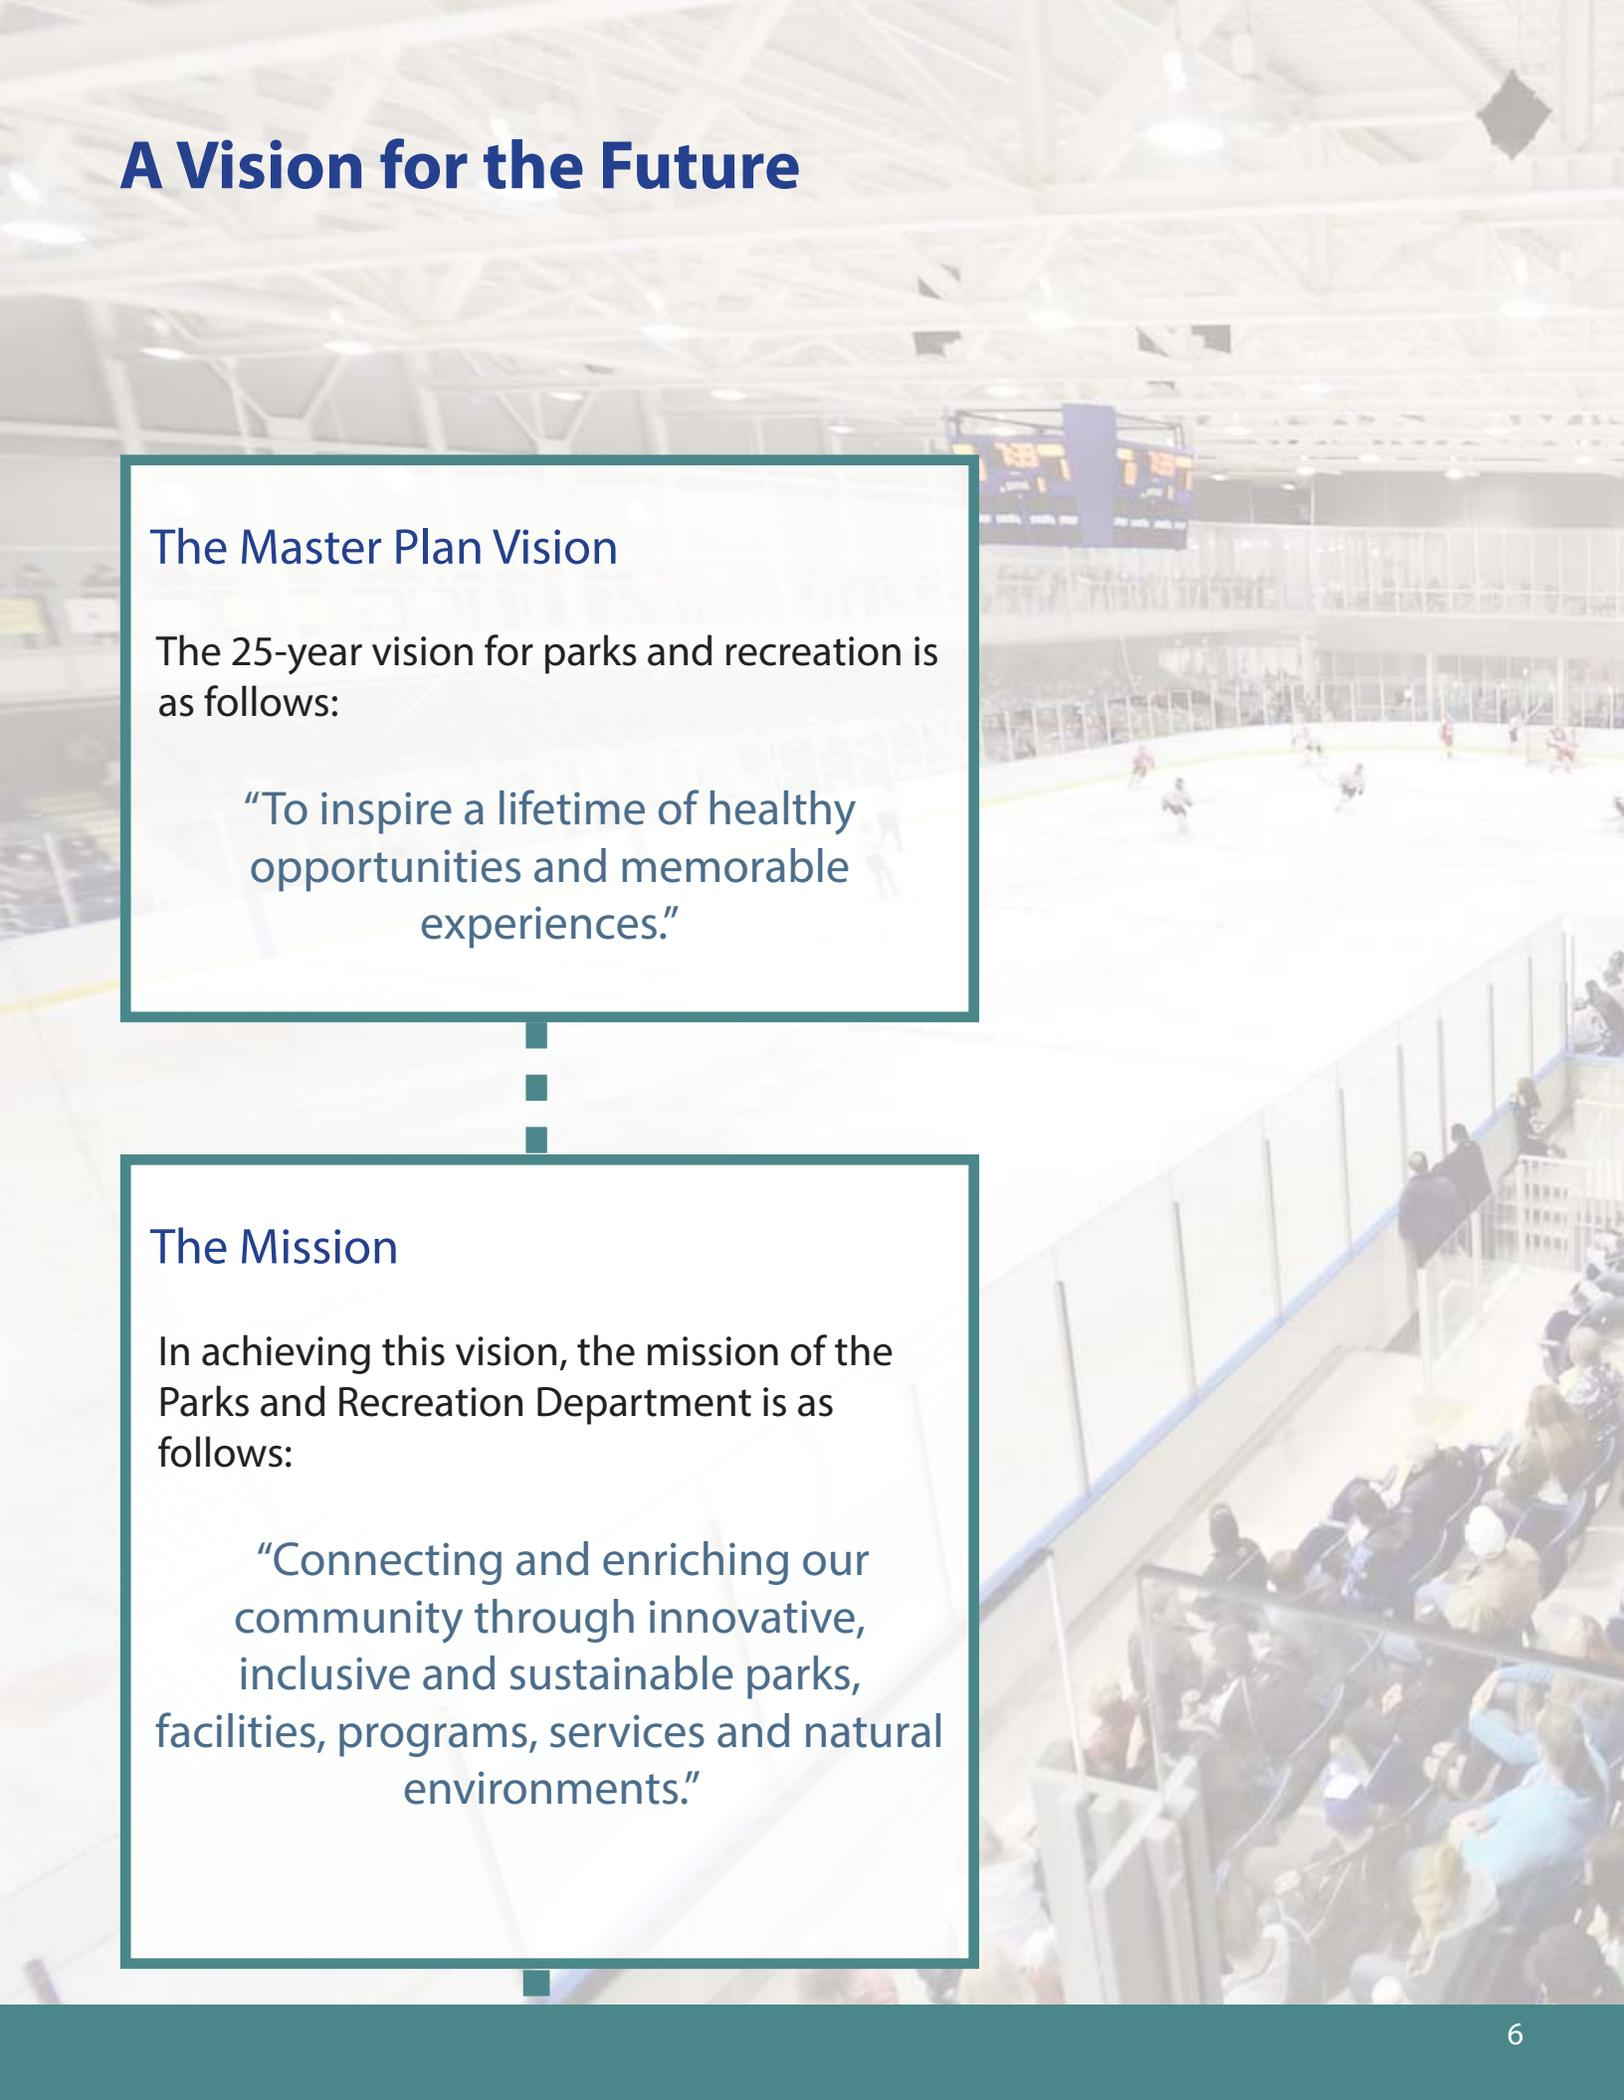 A Vision for the Future
The Master Plan Vision
The 25-year vision for parks and recreation is
as follows:
“To inspire a lifetime of healthy
opportunities and memorable
experiences.”
The Mission
In achieving this vision, the mission of the
Parks and Recreation Department is as
follows:
“Connecting and enriching our
community through innovative,
inclusive and sustainable parks,
facilities, programs, services and natural
environments.”
6